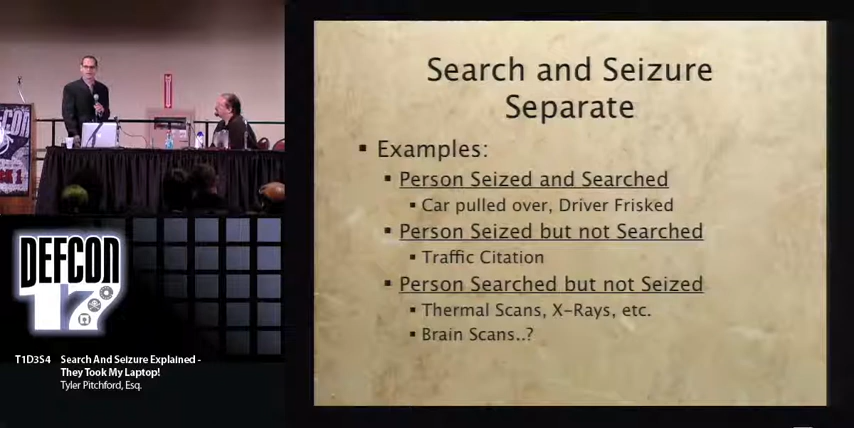 Search and Seizure
Separate
Examples:
Person Seized and Searched
Car pulled over, Driver Frisked
Person Seized but not Searched
Traffic Citation
Person Searched but not Seized
Thermal Scans, X-Rays, etc.
Brain Scans..?
DEFCON
DEFCON
17
T1D3S4 Search And Seizure Explained -
They Took My Laptop!
Tyler Pitchford, Esq.